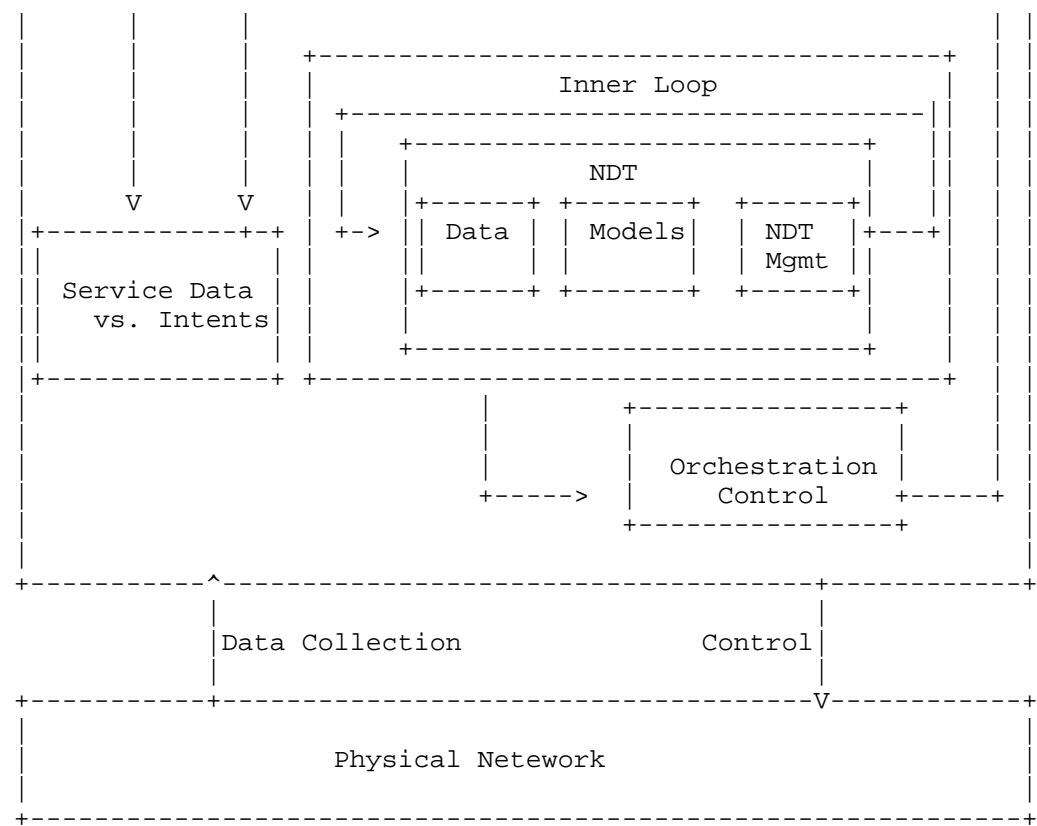 Inner Loop
NDT
V V
Data Models NDT
Mgmt
Service Data
vs. Intents
Orchestration
Control
Data Collection Control
V
Physical Netework